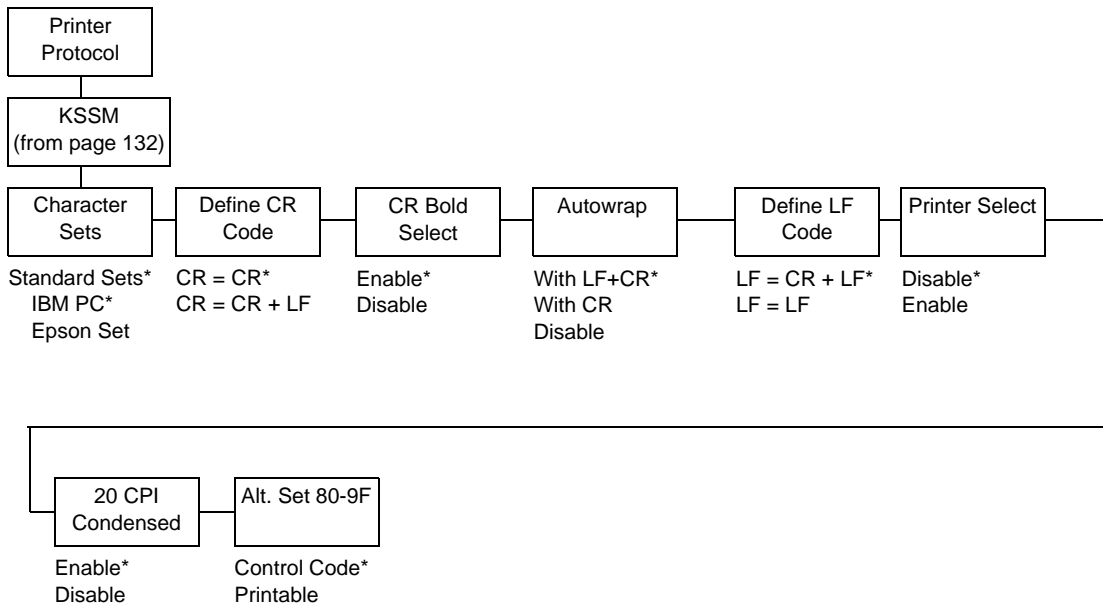 Printer
Protocol
KSSM
(from page 132)
Character
Sets
Define CR
Code
CR Bold
Select
Autowrap
Define LF
Code
Printer Select
Standard Sets*
IBM PC*
Epson Set
CR = CR*
CR = CR + LF
Enable*
Disable
With LF+CR*
With CR
Disable
LF = CR + LF*
LF = LF
Disable*
Enable
20 CPI
Condensed
Alt. Set 80-9F
Enable*
Disable
Control Code*
Printable